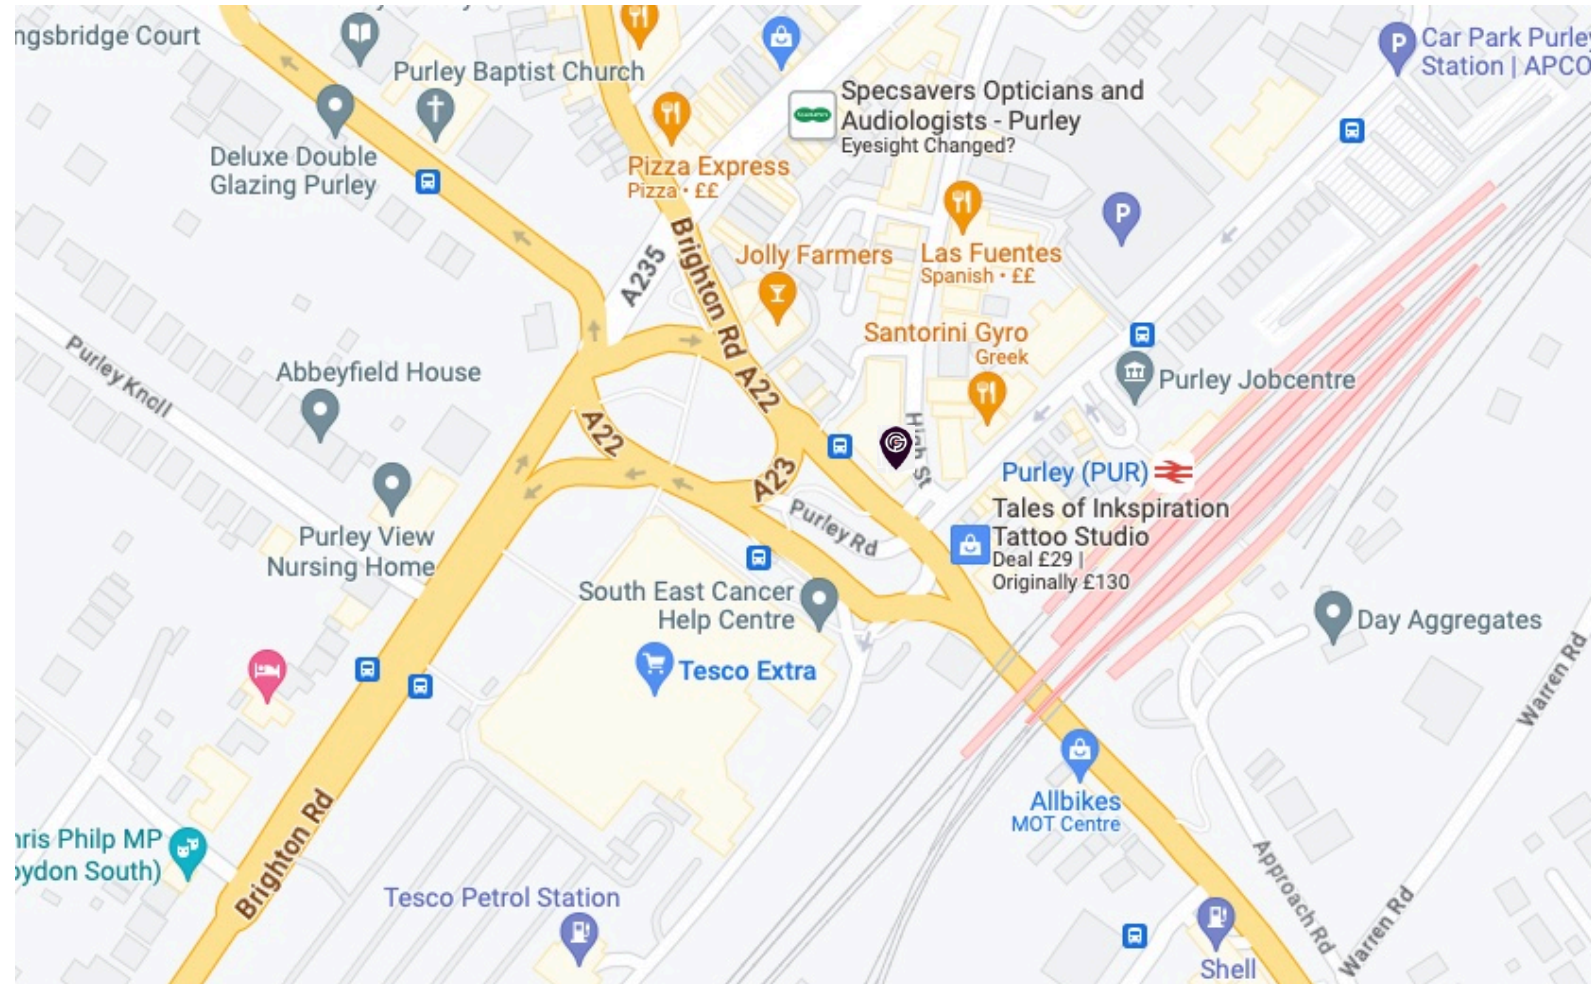 ngsbridge Court
Purley Baptist Church
Car Park Purley
Station | APCO
Specsavers Opticians and
Audiologists - Purley
Eyesight Changed?
Deluxe Double
Glazing Purley
Pizza Express
Pizza · ££
A235
Brighton Rd
Jolly Farmers
Las Fuentes
Spanish · ££
Santorini Gyro
Greek
Purley Knoll
Abbeyfield House
A22
A22
Purley Jobcentre
High St
A23
Purley (PUR)
Purley Rd
Tales of Inkspiration
Tattoo Studio
Deal £29 |
Originally £130
Purley View
Nursing Home
South East Cancer
Help Centre
Day Aggregates
Tesco Extra
Warren Rd
Allbikes
MOT Centre
Brighton Rd
hris Philp MP
oydon South)
Approach Rd
Warren Rd
Tesco Petrol Station
Shell
P
P